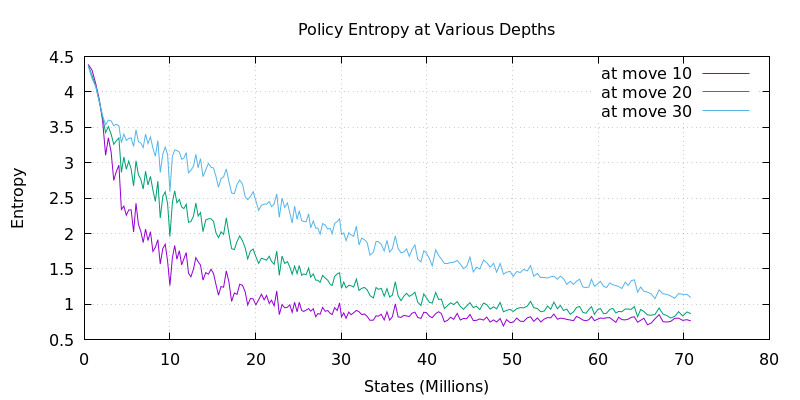 Policy Entropy at Various Depths
at move 10
at move 20
at move 30
4.5
4
3.5
3
2.5
2
1.5
1
0.5
Entropy
0 10 20 30 40 50 60 70 80
States (Millions)